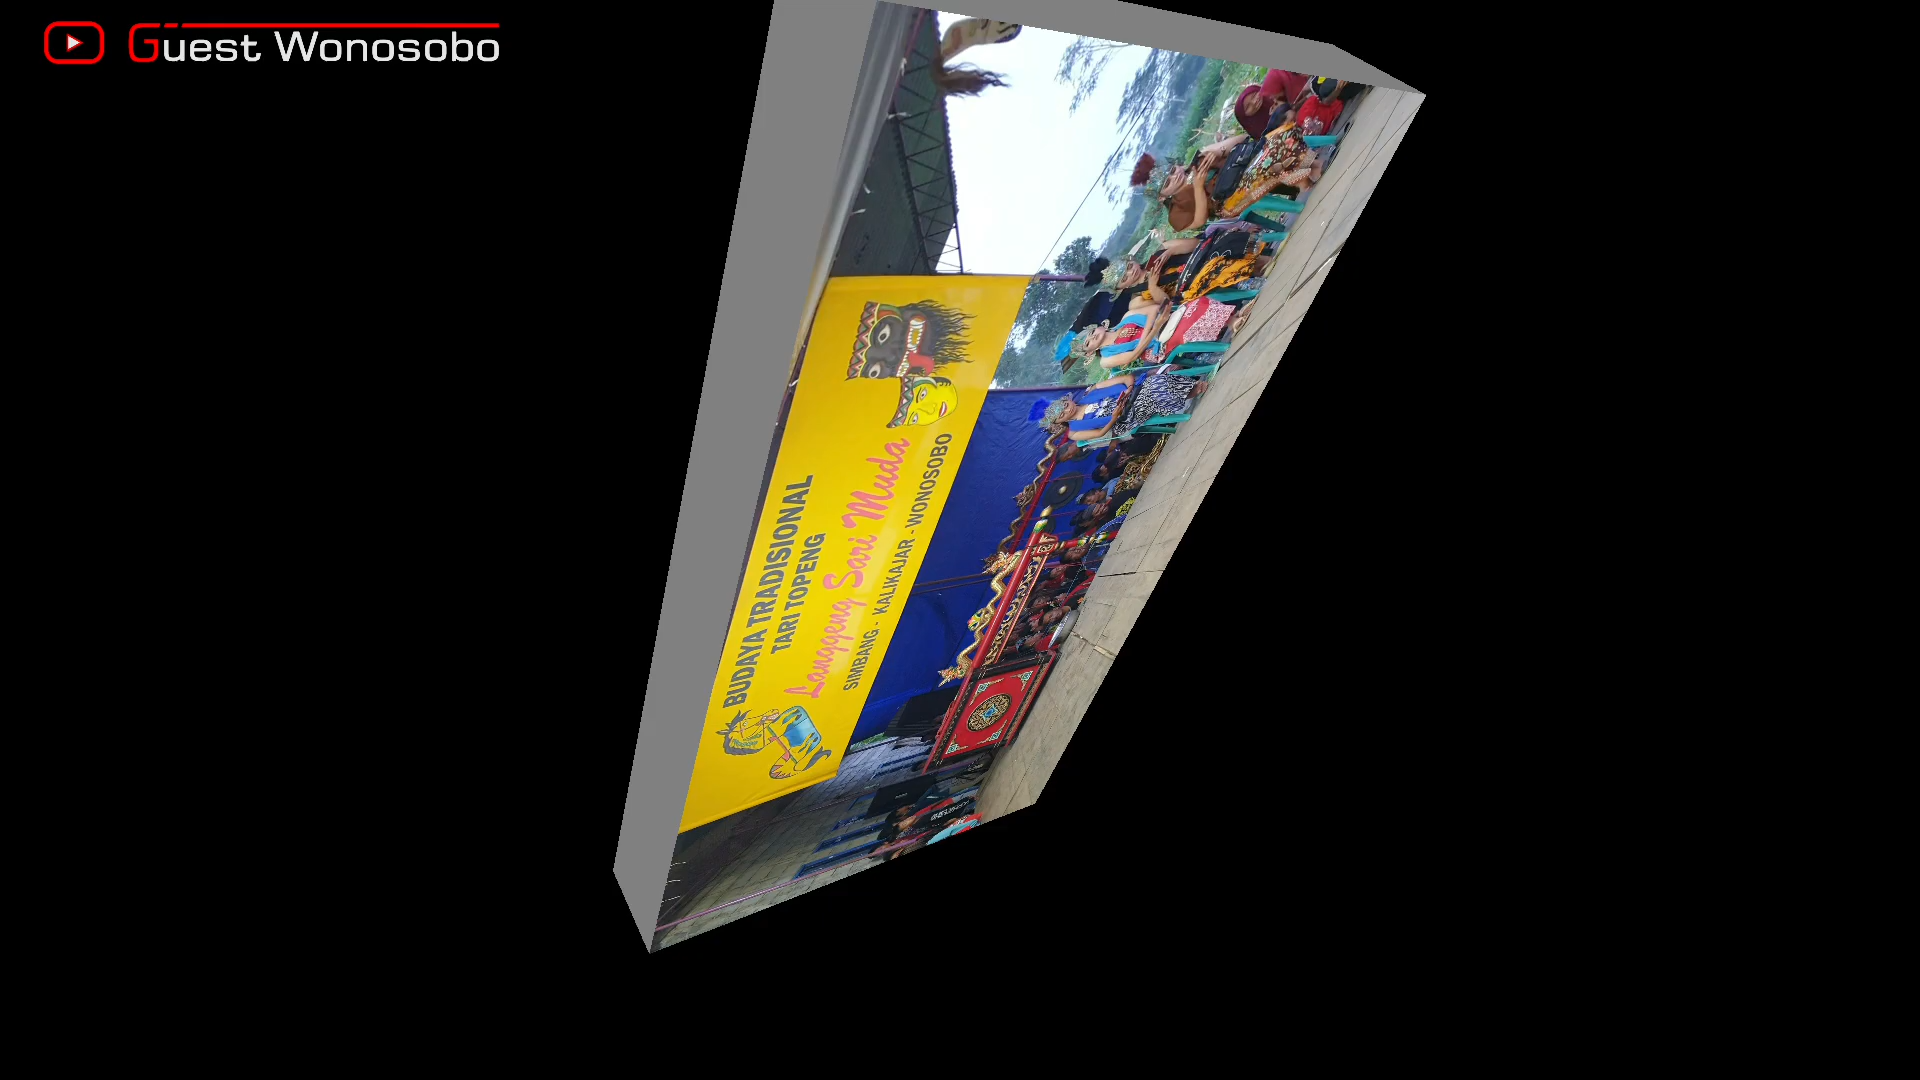 Guest Wonosobo
BUDAYA TRADISIONAL
TARI TOPENG
Langgeng Sari Muda
SIMBANG - KALIKAJAR - WONOSOBO